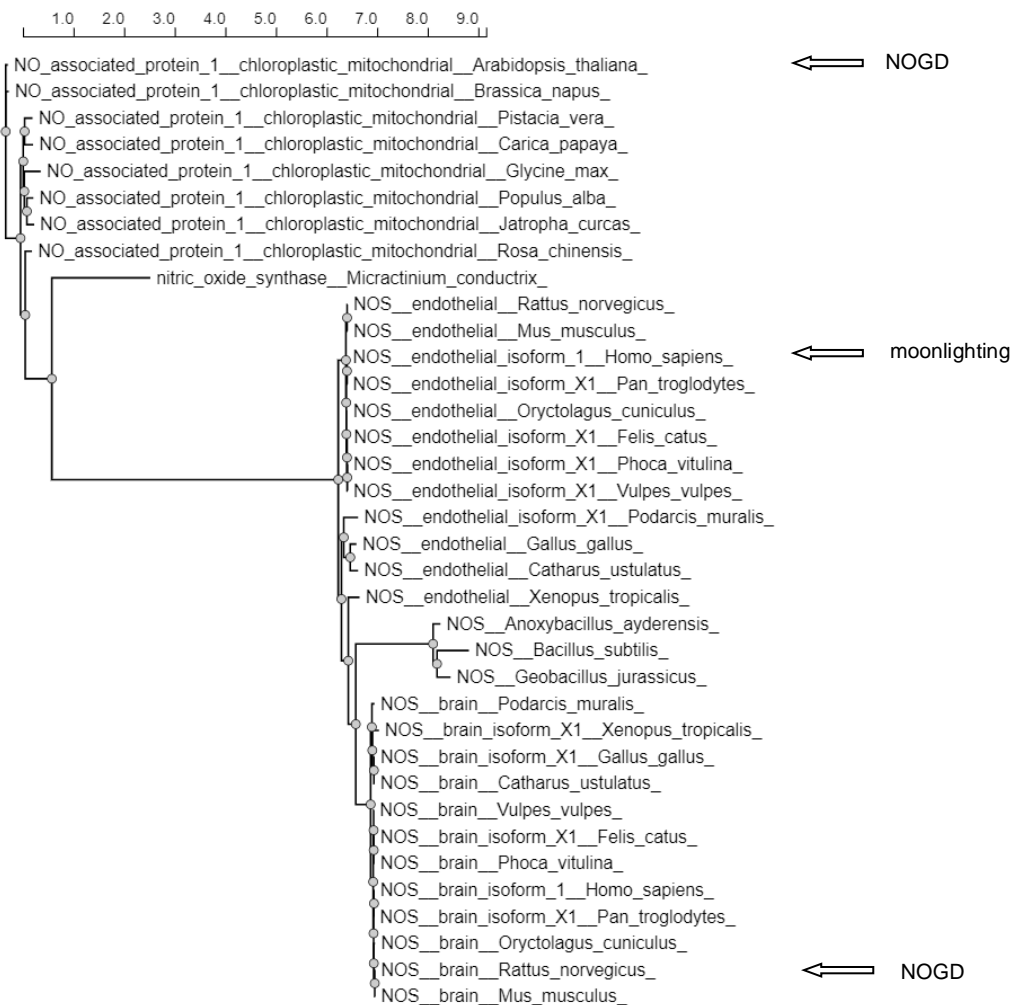 1.0 2.0 3.0 4.0 5.0 6.0 7.0 8.0 9.0
NO_associated_protein_1__chloroplastic_mitochondrial__Arabidopsis_thaliana_ NOGD
NO_associated_protein_1__chloroplastic_mitochondrial__Brassica_napus_
NO_associated_protein_1__chloroplastic_mitochondrial__Pistacia_vera_
NO_associated_protein_1__chloroplastic_mitochondrial__Carica_papaya_
NO_associated_protein_1__chloroplastic_mitochondrial__Glycine_max_
NO_associated_protein_1__chloroplastic_mitochondrial__Populus_alba_
NO_associated_protein_1__chloroplastic_mitochondrial__Jatropha_curcas_
NO_associated_protein_1__chloroplastic_mitochondrial__Rosa_chinensis_
nitric_oxide_synthase__Micractinium_conductrix_
NOS__endothelial__Rattus_norvegicus_
NOS__endothelial__Mus_musculus_
NOS__endothelial_isoform_1__Homo_sapiens_ moonlighting
NOS__endothelial_isoform_X1__Pan_troglodytes_
NOS__endothelial__Oryctolagus_cuniculus_
NOS__endothelial_isoform_X1__Felis_catus_
NOS__endothelial_isoform_X1__Phoca_vitulina_
NOS__endothelial_isoform_X1__Vulpes_vulpes_
NOS__endothelial_isoform_X1__Podarcis_muralis_
NOS__endothelial__Gallus_gallus_
NOS__endothelial__Catharus_ustulatus_
NOS__endothelial__Xenopus_tropicalis_
NOS__Anoxybacillus_ayderensis_
NOS__Bacillus_subtilis_
NOS__Geobacillus_jurassicus_
NOS__brain__Podarcis_muralis_
NOS__brain_isoform_X1__Xenopus_tropicalis_
NOS__brain_isoform_X1__Gallus_gallus_
NOS__brain__Catharus_ustulatus_
NOS__brain__Vulpes_vulpes_
NOS__brain_isoform_X1__Felis_catus_
NOS__brain__Phoca_vitulina_
NOS__brain_isoform_1__Homo_sapiens_
NOS__brain_isoform_X1__Pan_troglodytes_
NOS__brain__Oryctolagus_cuniculus_
NOS__brain__Rattus_norvegicus_ NOGD
NOS__brain__Mus_musculus_